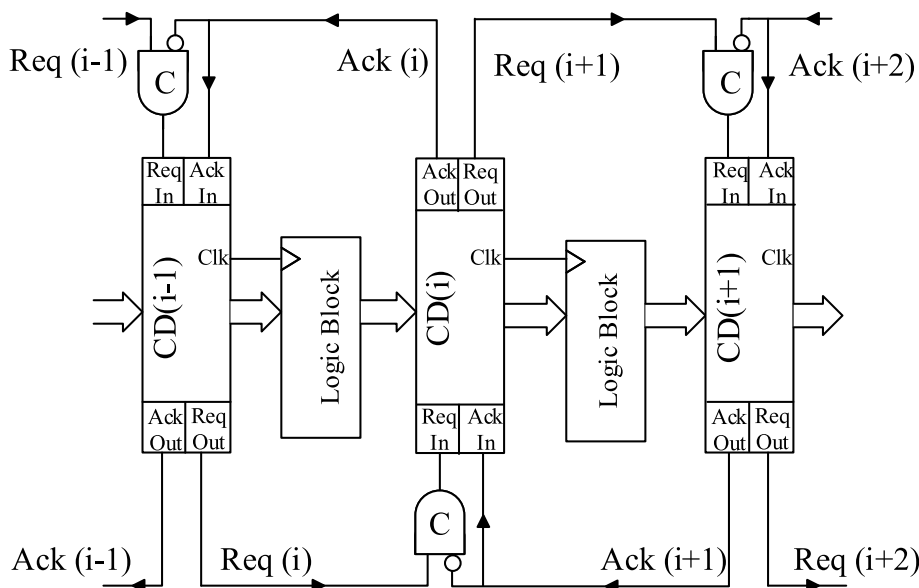 Req (i-1)
C
Ack (i)
Req (i+1)
C
Ack (i+2)
Req
In
Ack
In
Ack
Out
Req
Out
Req
In
Ack
In
CD(i-1)
Clk
Logic Block
CD(i)
Clk
Logic Block
CD(i+1)
Clk
Ack
Out
Req
Out
Req
In
Ack
In
Ack
Out
Req
Out
C
Ack (i-1)
Req (i)
Ack (i+1)
Req (i+2)